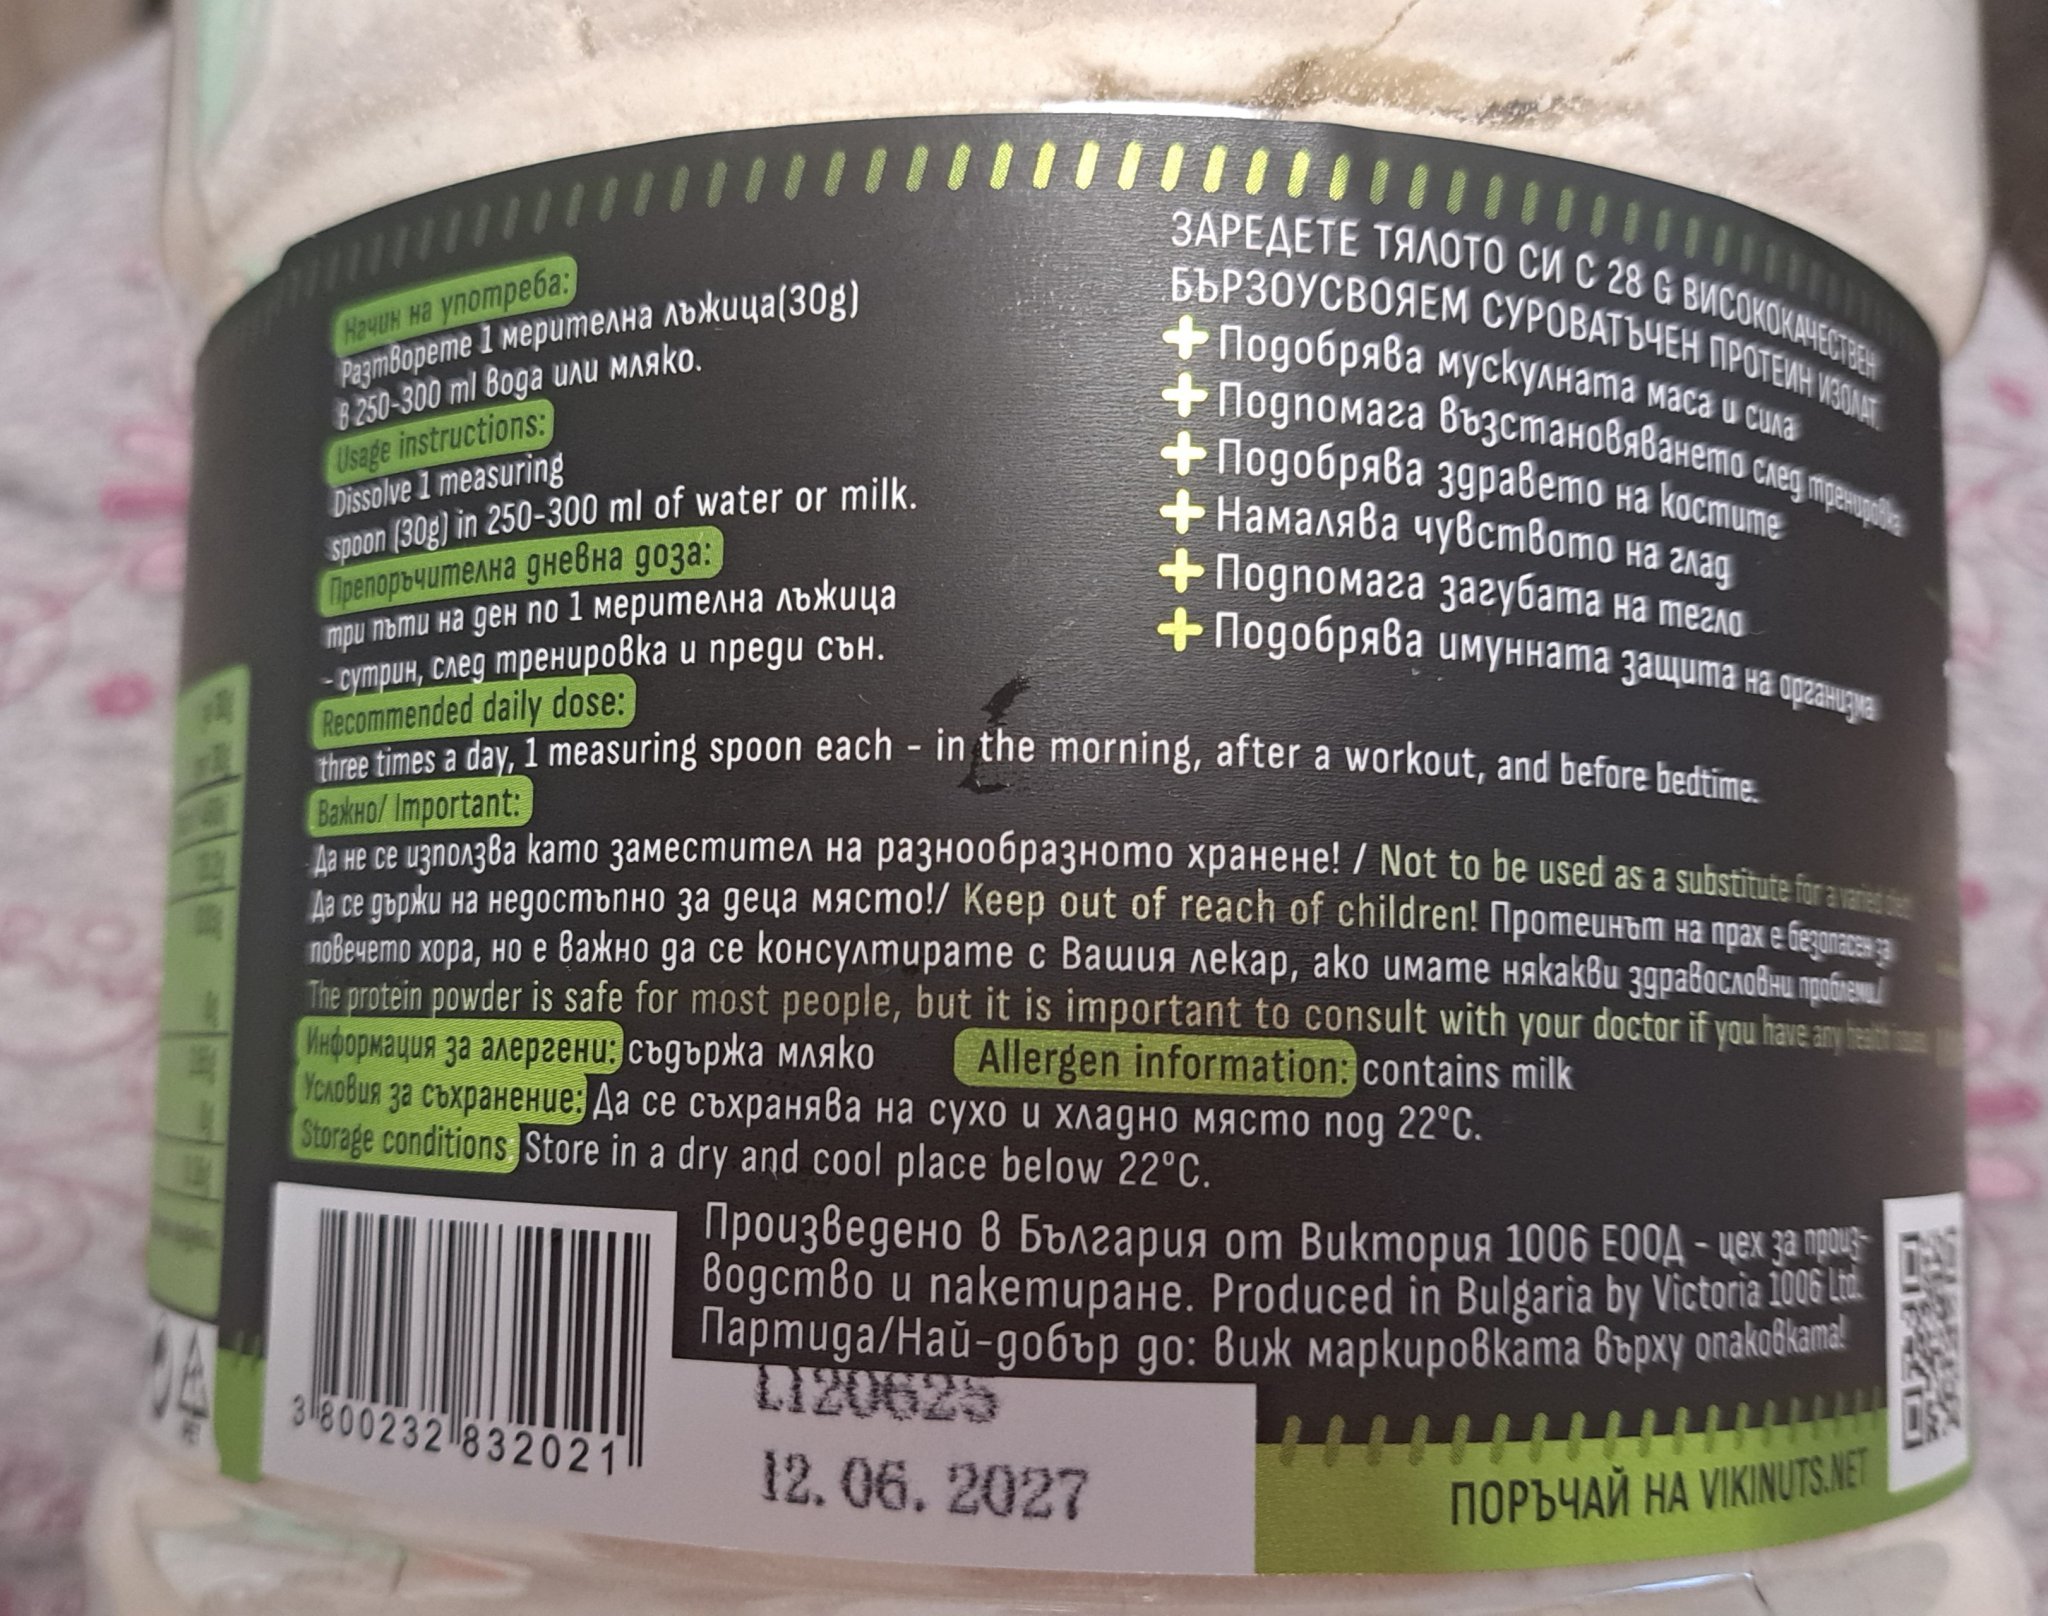 Начин на употреба:
Разтворете 1 мерителна лъжица(30g)
в 250-300 ml вода или мляко.
Usage instructions:
Dissolve 1 measuring
spoon (30g) in 250-300 ml of water or milk.
Препоръчителна дневна доза:
три пъти на ден по 1 мерителна лъжица
- сутрин, след тренировка и преди сън.
Recommended daily dose:
three times a day, 1 measuring spoon each - in the morning, after a workout, and before bedtime.
ЗАРЕДЕТЕ ТЯЛОТО СИ С 28 G ВИСОКОКАЧЕСТВЕН
БЪРЗОУСВОЯЕМ СУРОВАТЪЧЕН ПРОТЕИН ИЗОЛАТ
+ Подобрява мускулната маса и сила
+ Подпомага възстановяването след тренировка
+ Подобрява здравето на костите
+ Намалява чувството на глад
+ Подпомага загубата на тегло
+ Подобрява имунната защита на организма
Важно/ Important:
Да не се използва като заместител на разнообразното хранене! / Not to be used as a substitute for a varied diet
Да се държи на недостъпно за деца място!/ Keep out of reach of children! Протеинът на прах е безопасен за
повечето хора, но е важно да се консултирате с Вашия лекар, ако имате някакви здравословни проблеми/
The protein powder is safe for most people, but it is important to consult with your doctor if you have any health issues
Информация за алергени: съдържа мляко Allergen information: contains milk
Условия за съхранение: Да се съхранява на сухо и хладно място под 22°C.
Storage conditions: Store in a dry and cool place below 22°C.
Произведено в България от Виктория 1006 ЕООД - цех за произ-
водство и пакетиране. Produced in Bulgaria by Victoria 1006 Ltd.
Партида/Най-добър до: виж маркировката върху опаковката!
L120625
12. 06. 2027
3 800232 832021
ПОРЪЧАЙ НА VIKINUTS.NET